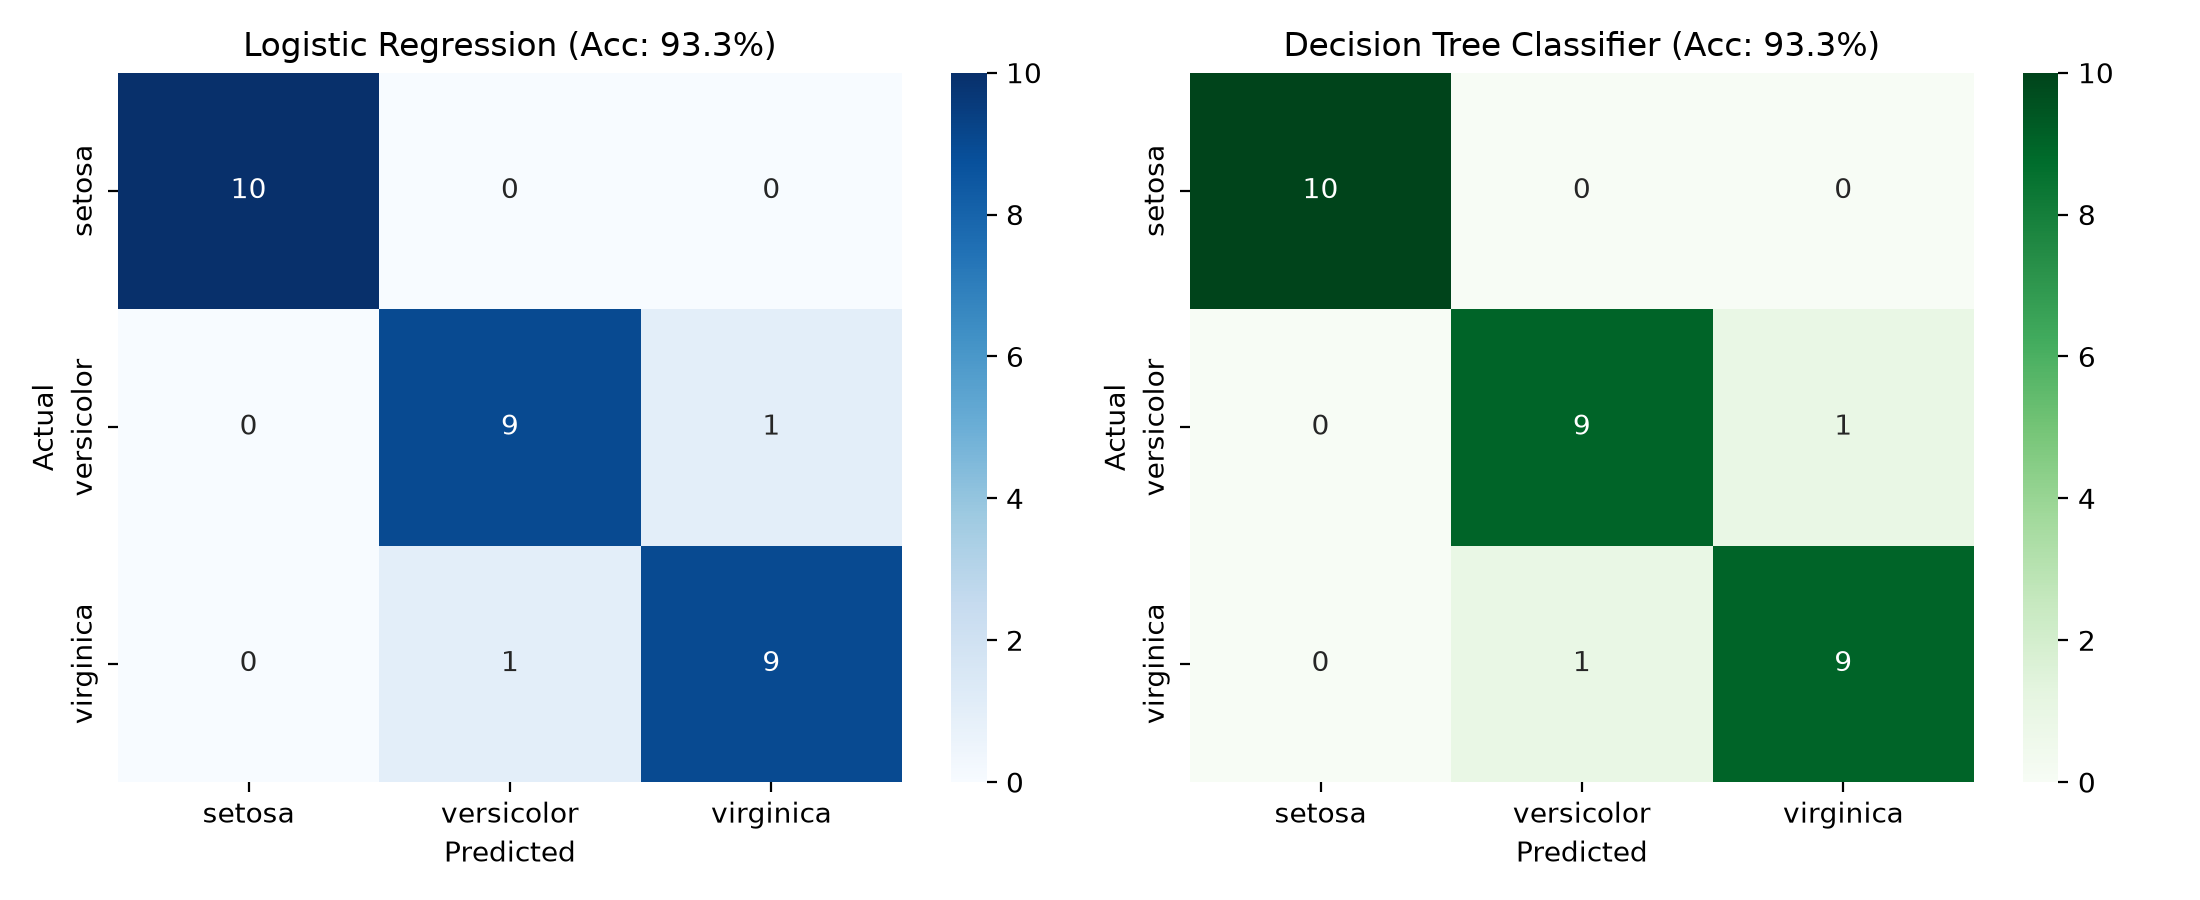 Logistic Regression (Acc: 93.3%)
setosa
versicolor
virginica
Actual
10 0 0
0 9 1
0 1 9
setosa versicolor virginica
Predicted
10
8
6
4
2
0
Decision Tree Classifier (Acc: 93.3%)
setosa
versicolor
virginica
Actual
10 0 0
0 9 1
0 1 9
setosa versicolor virginica
Predicted
10
8
6
4
2
0